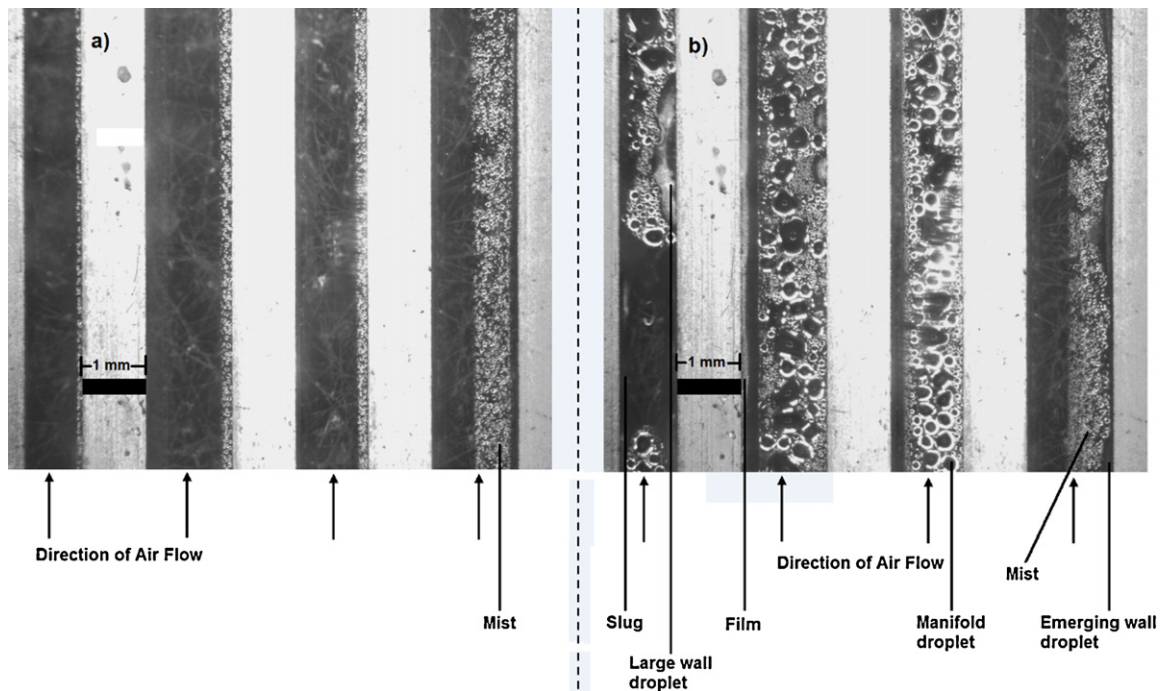 a)
1 mm
Direction of Air Flow
Mist
b)
1 mm
Direction of Air Flow
Mist
Slug
Film
Manifold
droplet
Emerging wall
droplet
Large wall
droplet